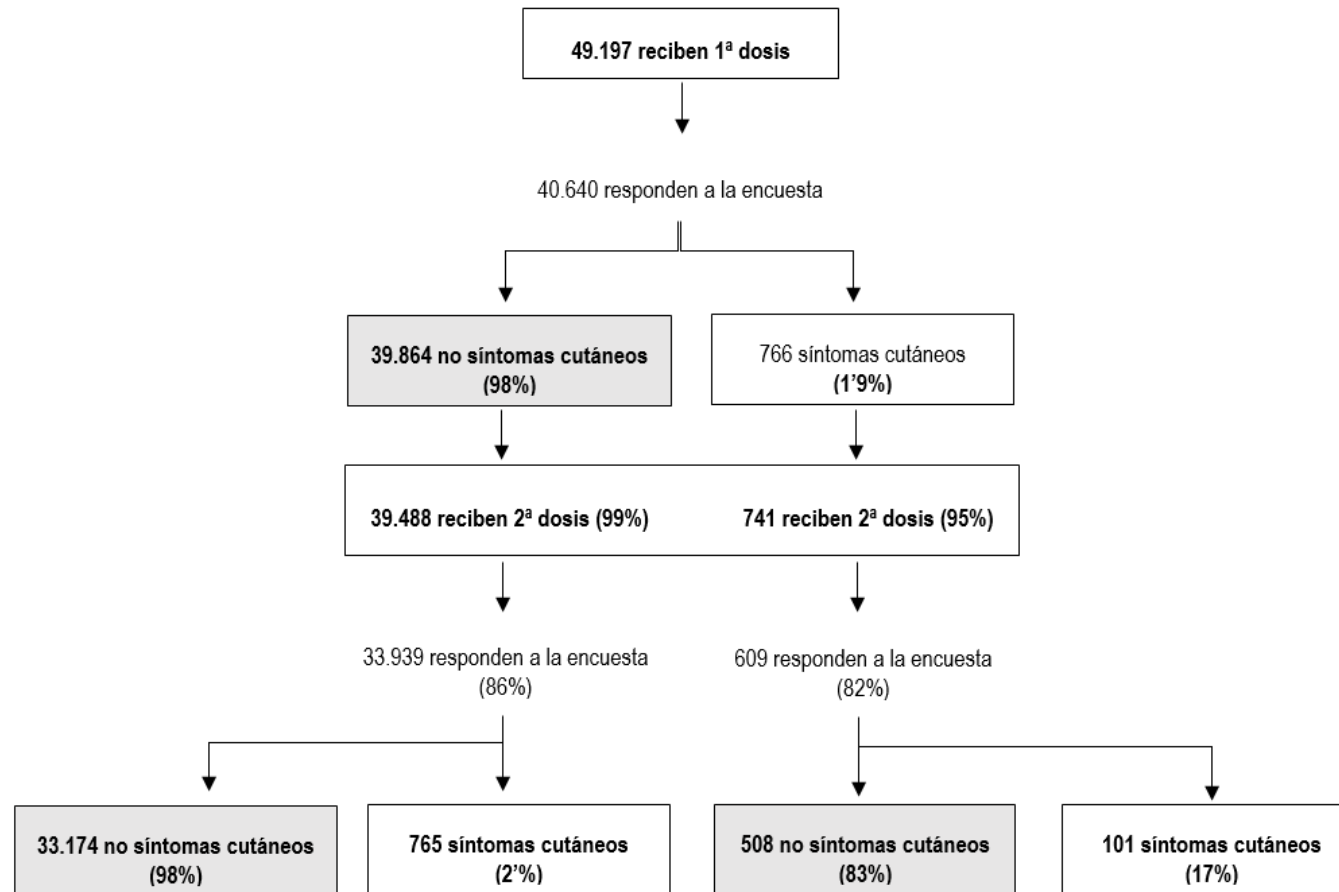 49.197 reciben 1ª dosis
40.640 responden a la encuesta
39.864 no síntomas cutáneos
(98%)
766 síntomas cutáneos
(1'9%)
39.488 reciben 2ª dosis (99%)
741 reciben 2ª dosis (95%)
33.939 responden a la encuesta
(86%)
609 responden a la encuesta
(82%)
33.174 no síntomas cutáneos
(98%)
765 síntomas cutáneos
(2'%)
508 no síntomas cutáneos
(83%)
101 síntomas cutáneos
(17%)